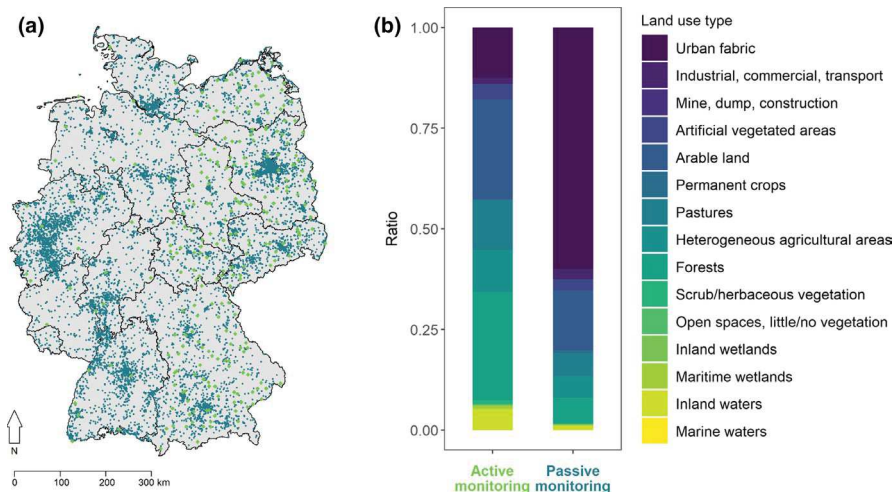 (a)
N
0 100 200 300 km
(b)
1.00
0.75
0.50
0.25
0.00
Ratio
Active
monitoring
Passive
monitoring
Land use type
Urban fabric
Industrial, commercial, transport
Mine, dump, construction
Artificial vegetated areas
Arable land
Permanent crops
Pastures
Heterogeneous agricultural areas
Forests
Scrub/herbaceous vegetation
Open spaces, little/no vegetation
Inland wetlands
Maritime wetlands
Inland waters
Marine waters